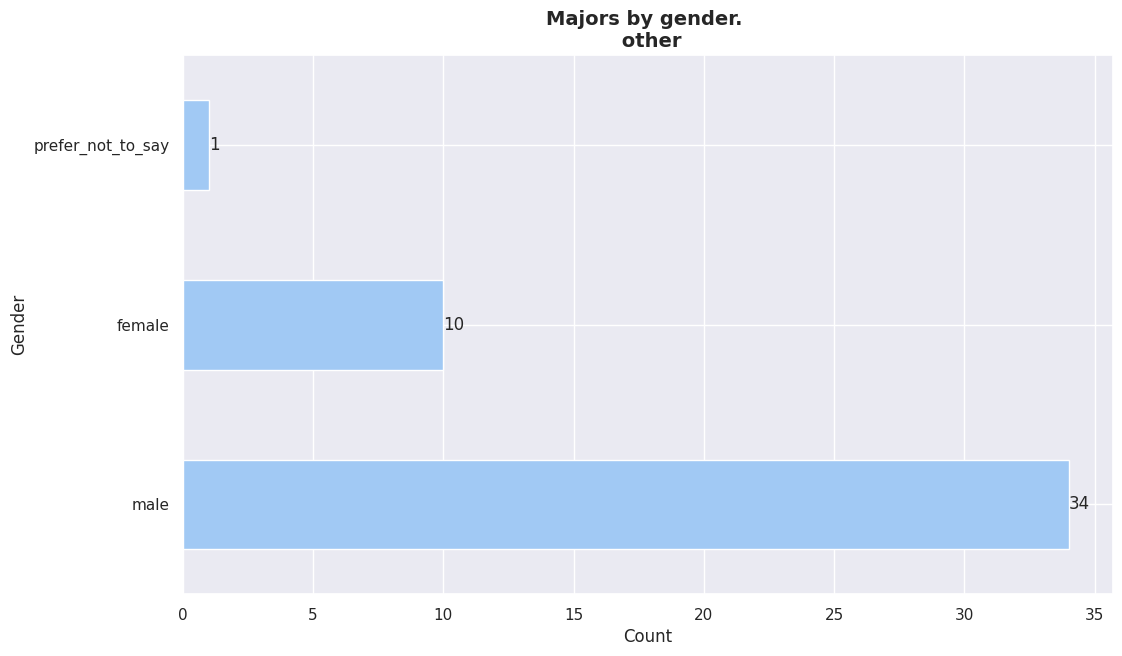 Majors by gender.
other
prefer_not_to_say
1
Gender
female
10
male
34
0 5 10 15 20 25 30 35
Count